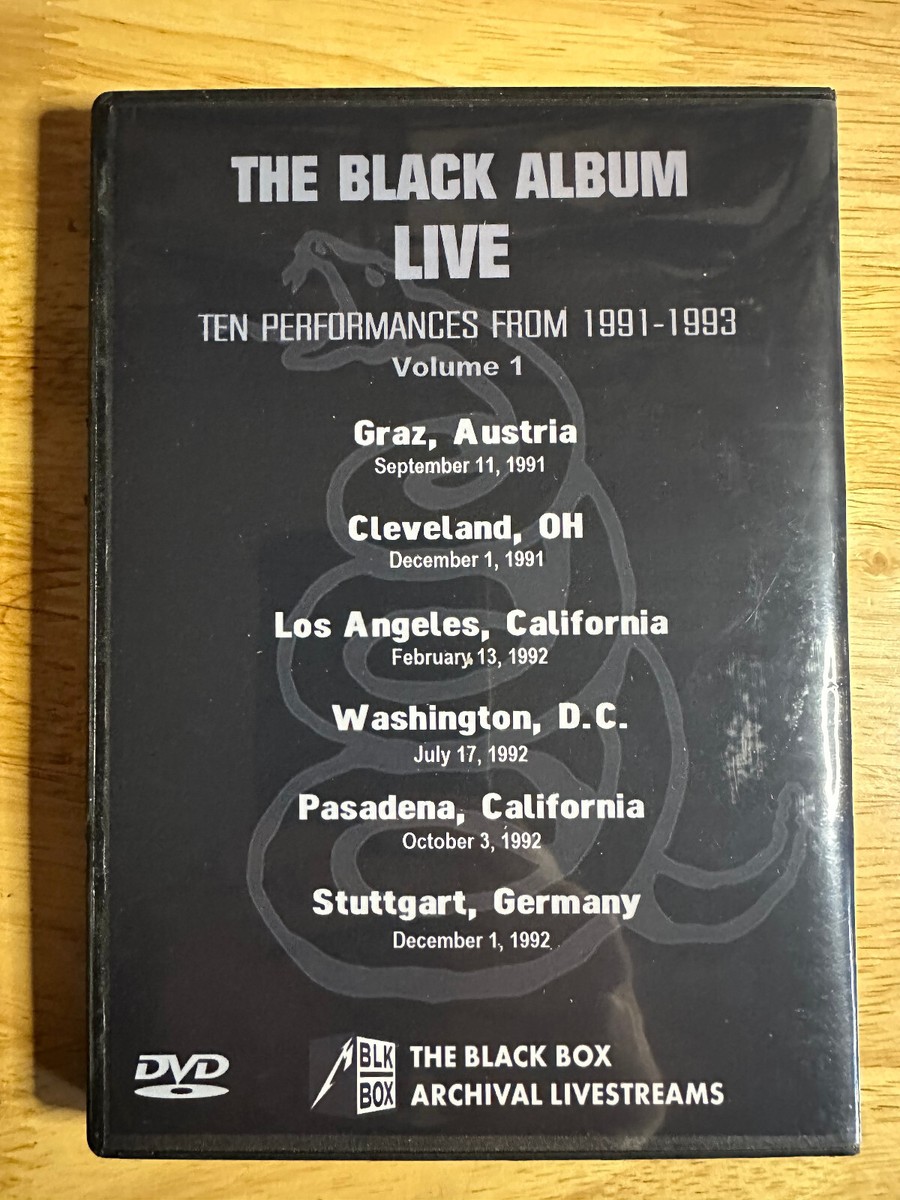 THE BLACK ALBUM
LIVE
TEN PERFORMANCES FROM 1991-1993
Volume 1
Graz, Austria
September 11, 1991
Cleveland, OH
December 1, 1991
Los Angeles, California
February 13, 1992
Washington, D.C.
July 17, 1992
Pasadena, California
October 3, 1992
Stuttgart, Germany
December 1, 1992
DVD
BLK
BOX
THE BLACK BOX
ARCHIVAL LIVESTREAMS